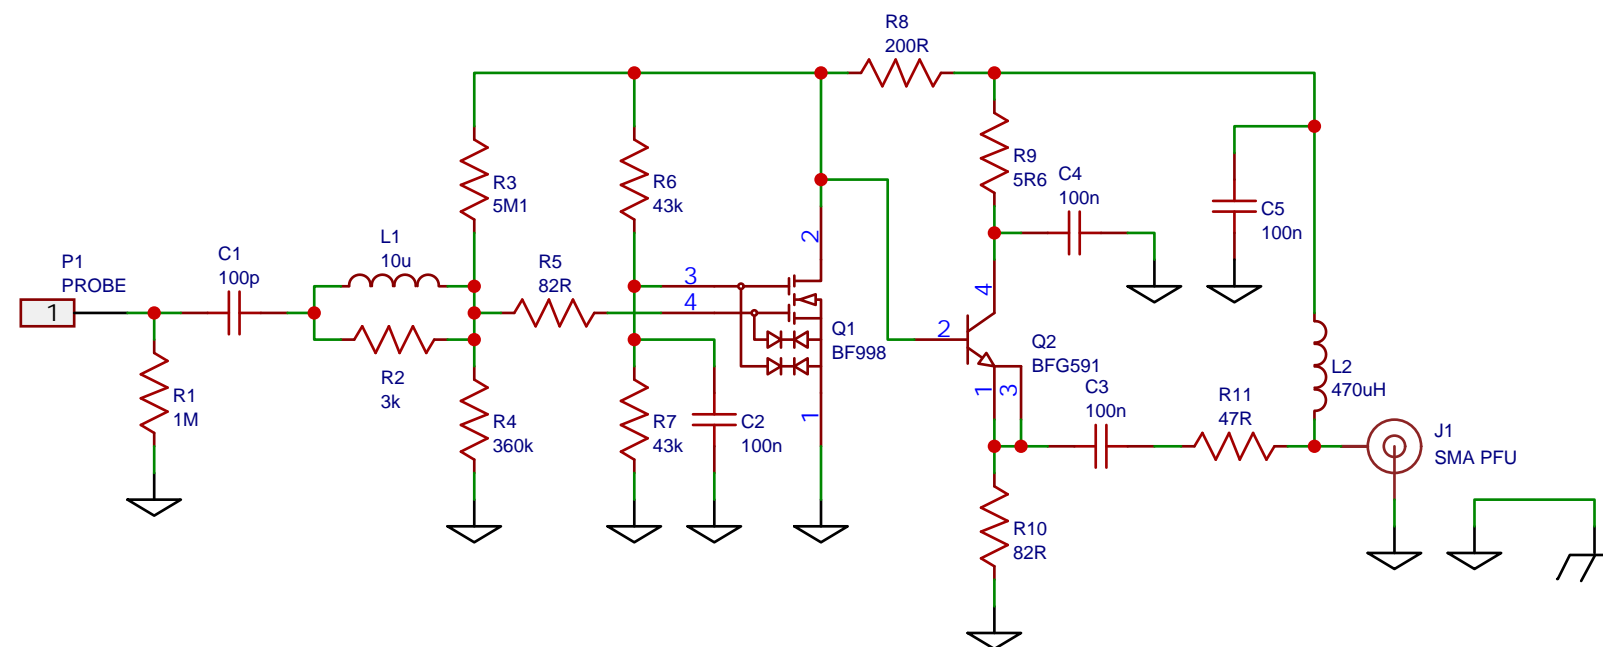 R8
200R
R9
5R6
C4
100n
R3
5M1
R6
43k
C5
100n
2
L1
10u
C1
100p
P1
PROBE
R5
82R
3
4
4
1
2
Q1
BF998
Q2
BFG591
R2
3k
R1
1M
L2
470uH
1
3
C3
100n
R11
47R
R4
360k
R7
43k
C2
100n
1
J1
SMA PFU
R10
82R